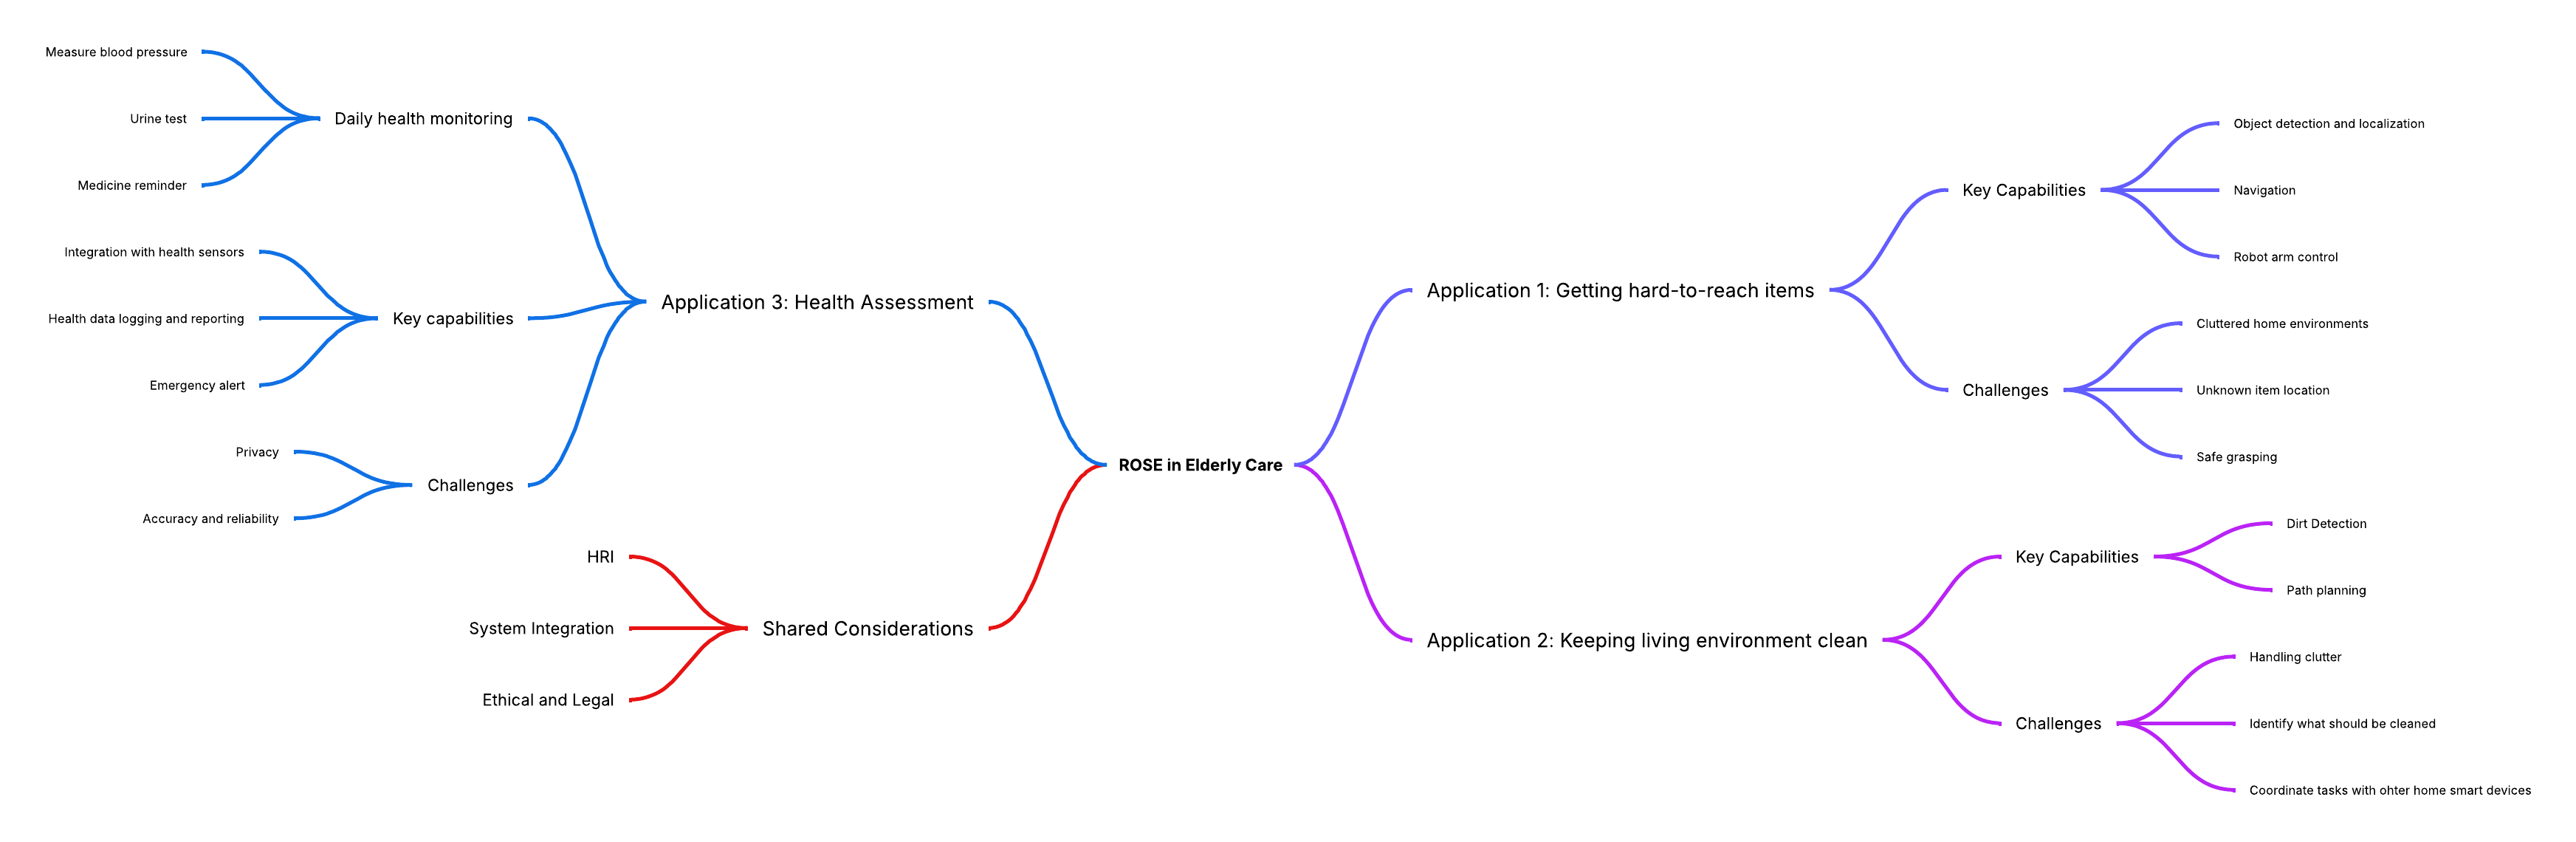 ROSE in Elderly Care
Application 1: Getting hard-to-reach items
Key Capabilities
Object detection and localization
Navigation
Robot arm control
Challenges
Cluttered home environments
Unknown item location
Safe grasping
Application 2: Keeping living environment clean
Key Capabilities
Dirt Detection
Path planning
Challenges
Handling clutter
Identify what should be cleaned
Coordinate tasks with ohter home smart devices
Application 3: Health Assessment
Daily health monitoring
Measure blood pressure
Urine test
Medicine reminder
Key capabilities
Integration with health sensors
Health data logging and reporting
Emergency alert
Challenges
Privacy
Accuracy and reliability
Shared Considerations
HRI
System Integration
Ethical and Legal